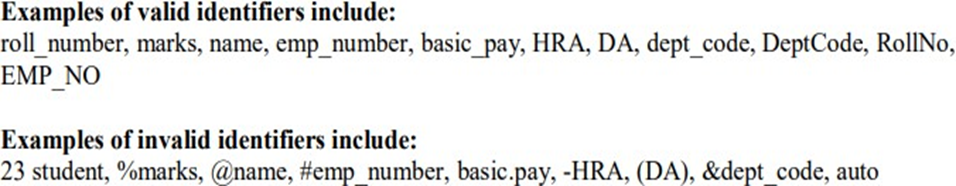 Examples of valid identifiers include:
roll_number, marks, name, emp_number, basic_pay, HRA, DA, dept_code, DeptCode, RollNo,
EMP_NO
Examples of invalid identifiers include:
23 student, %marks, @name, #emp_number, basic.pay, -HRA, (DA), &dept_code, auto